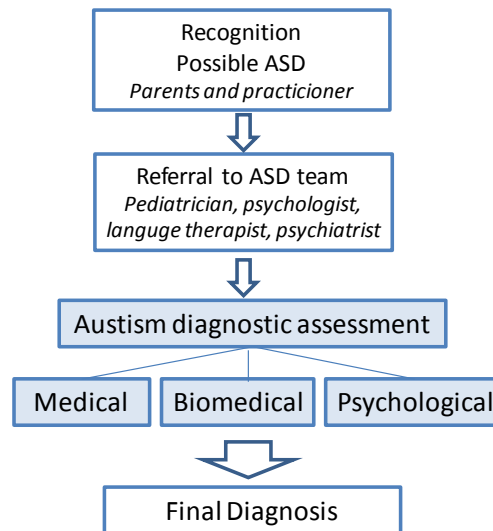 Recognition
Possible ASD
Parents and practicioner
Referral to ASD team
Pediatrician, psychologist,
languge therapist, psychiatrist
Austism diagnostic assessment
Medical
Biomedical
Psychological
Final Diagnosis